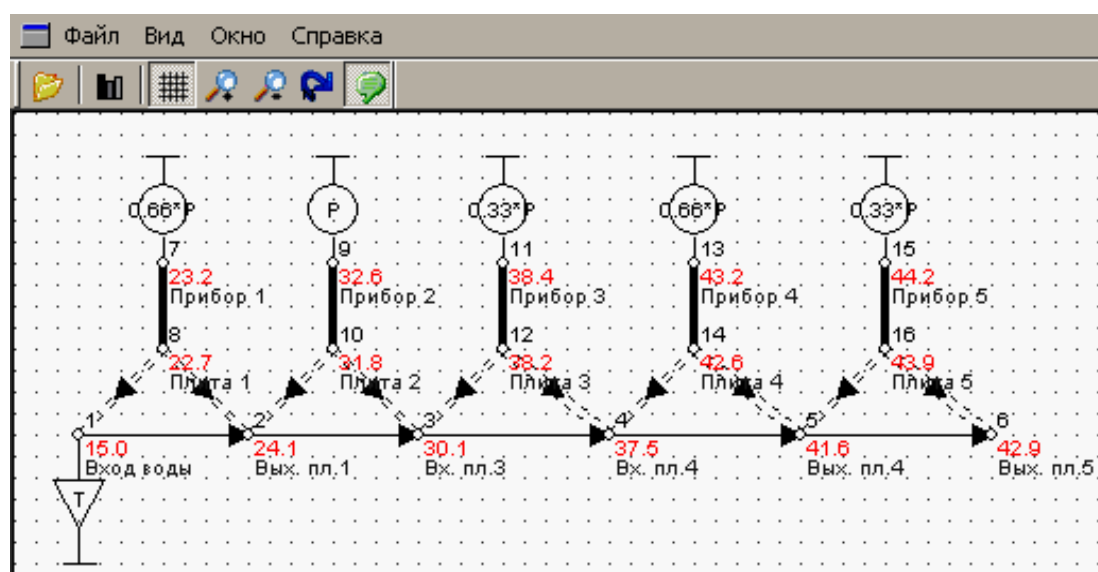 Файл Вид Окно Справка
0.66*P P 0.33*P 0.66*P 0.33*P
7 9 11 13 15
23.2 32.6 38.4 43.2 44.2
Прибор 1 Прибор 2 Прибор 3 Прибор 4 Прибор 5
8 10 12 14 16
22.7 31.8 38.2 42.6 43.9
Плита 1 Плита 2 Плита 3 Плита 4 Плита 5
1 2 3 4 5 6
15.0 24.1 30.1 37.5 41.6 42.9
Вход воды Вых. пл.1 Вх. пл.3 Вх. пл.4 Вых. пл.4 Вых. пл.5
T